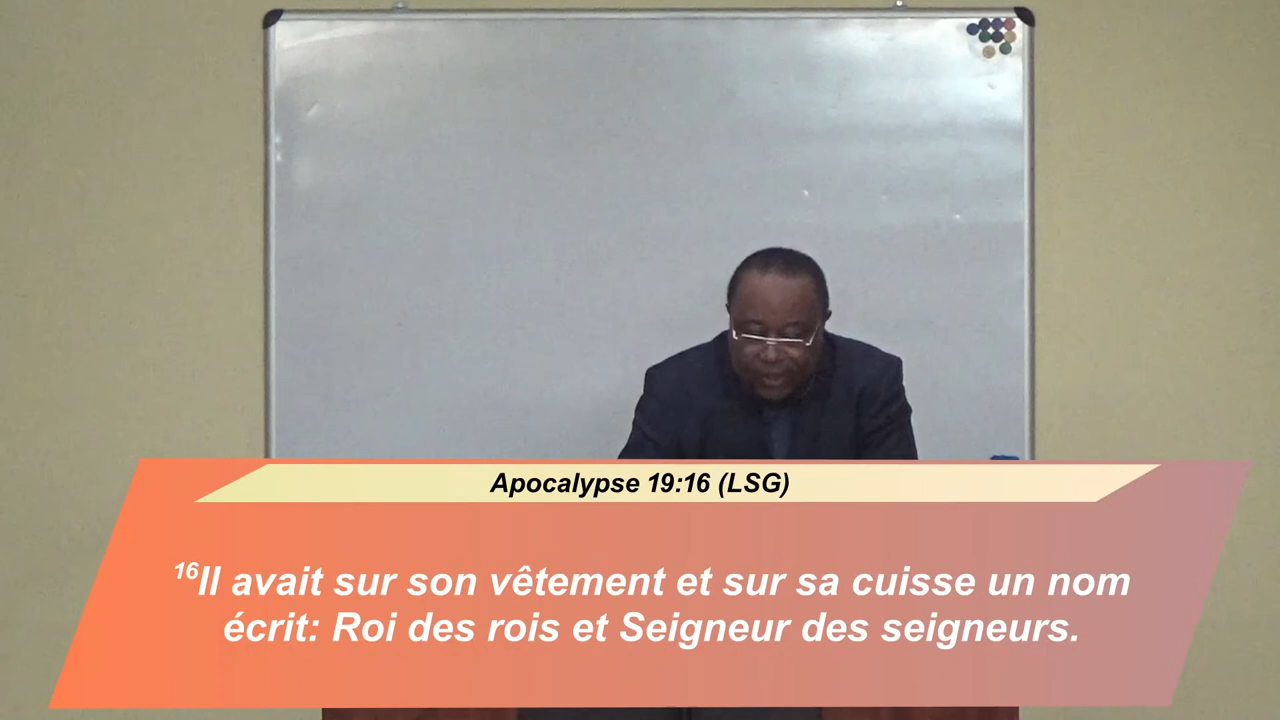 Apocalypse 19:16 (LSG)
¹⁶Il avait sur son vêtement et sur sa cuisse un nom
écrit: Roi des rois et Seigneur des seigneurs.